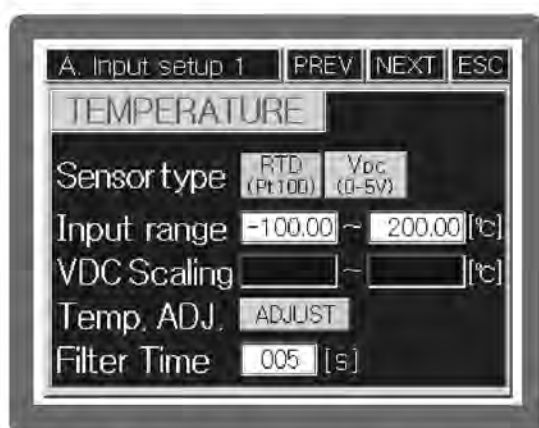 A. Input setup 1 PREV NEXT ESC
TEMPERATURE
Sensor type RTD (Pt100) VDC (0-5V)
Input range -100.00 ~ 200.00 [℃]
VDC Scaling ~ [℃]
Temp. ADJ. ADJUST
Filter Time 005 [s]